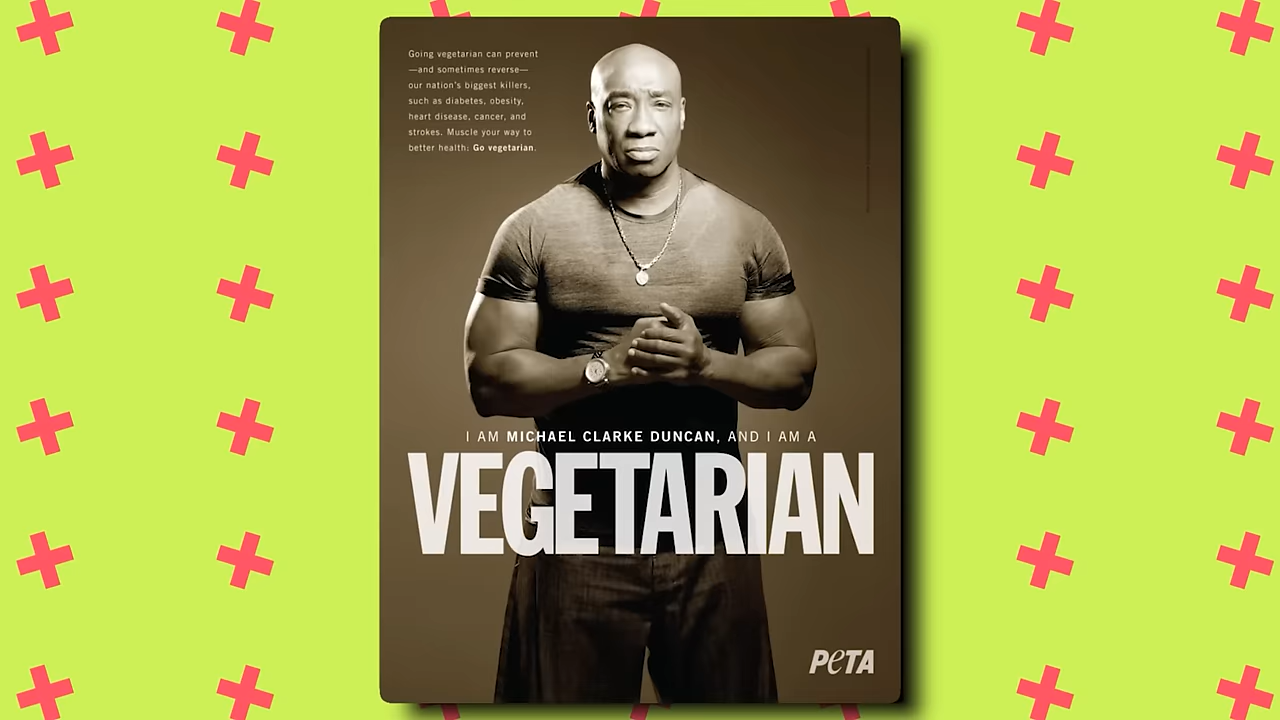 Going vegetarian can prevent
—and sometimes reverse—
our nation's biggest killers,
such as diabetes, obesity,
heart disease, cancer, and
strokes. Muscle your way to
better health: Go vegetarian.
I AM MICHAEL CLARKE DUNCAN, AND I AM A
VEGETARIAN
PeTA